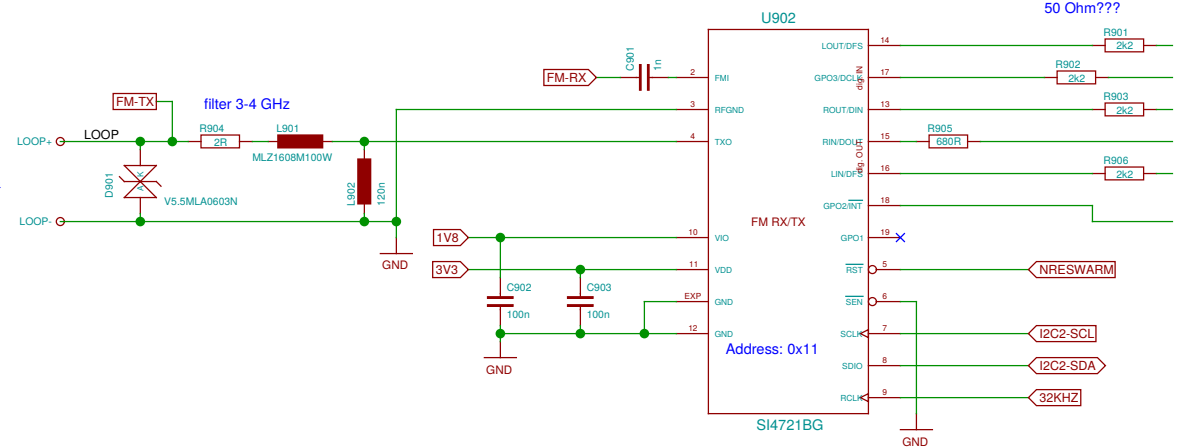 50 Ohm???
U902
R901
2k2
LOUT/DFS
14
R902
2k2
GPO3/DCLK
17
dig. IN
C901
1n
FM-RX
2
FMI
FM-TX
filter 3-4 GHz
3
RFGND
ROUT/DIN
13
R903
2k2
LOOP+
LOOP
R904
2R
L901
MLZ1608M100W
4
TXO
RIN/DOUT
15
R905
680R
dig. OUT
D901
A
K
V5.5MLA0603N
L902
120n
LIN/DFS
16
R906
2k2
GPO2/INT
18
LOOP-
FM RX/TX
GND
1V8
10
VIO
GPO1
19
3V3
11
VDD
RST
5
NRESWARM
C902
100n
C903
100n
EXP
GND
SEN
6
12
GND
SCLK
7
I2C2-SCL
Address: 0x11
GND
SDIO
8
I2C2-SDA
RCLK
9
32KHZ
SI4721BG
GND